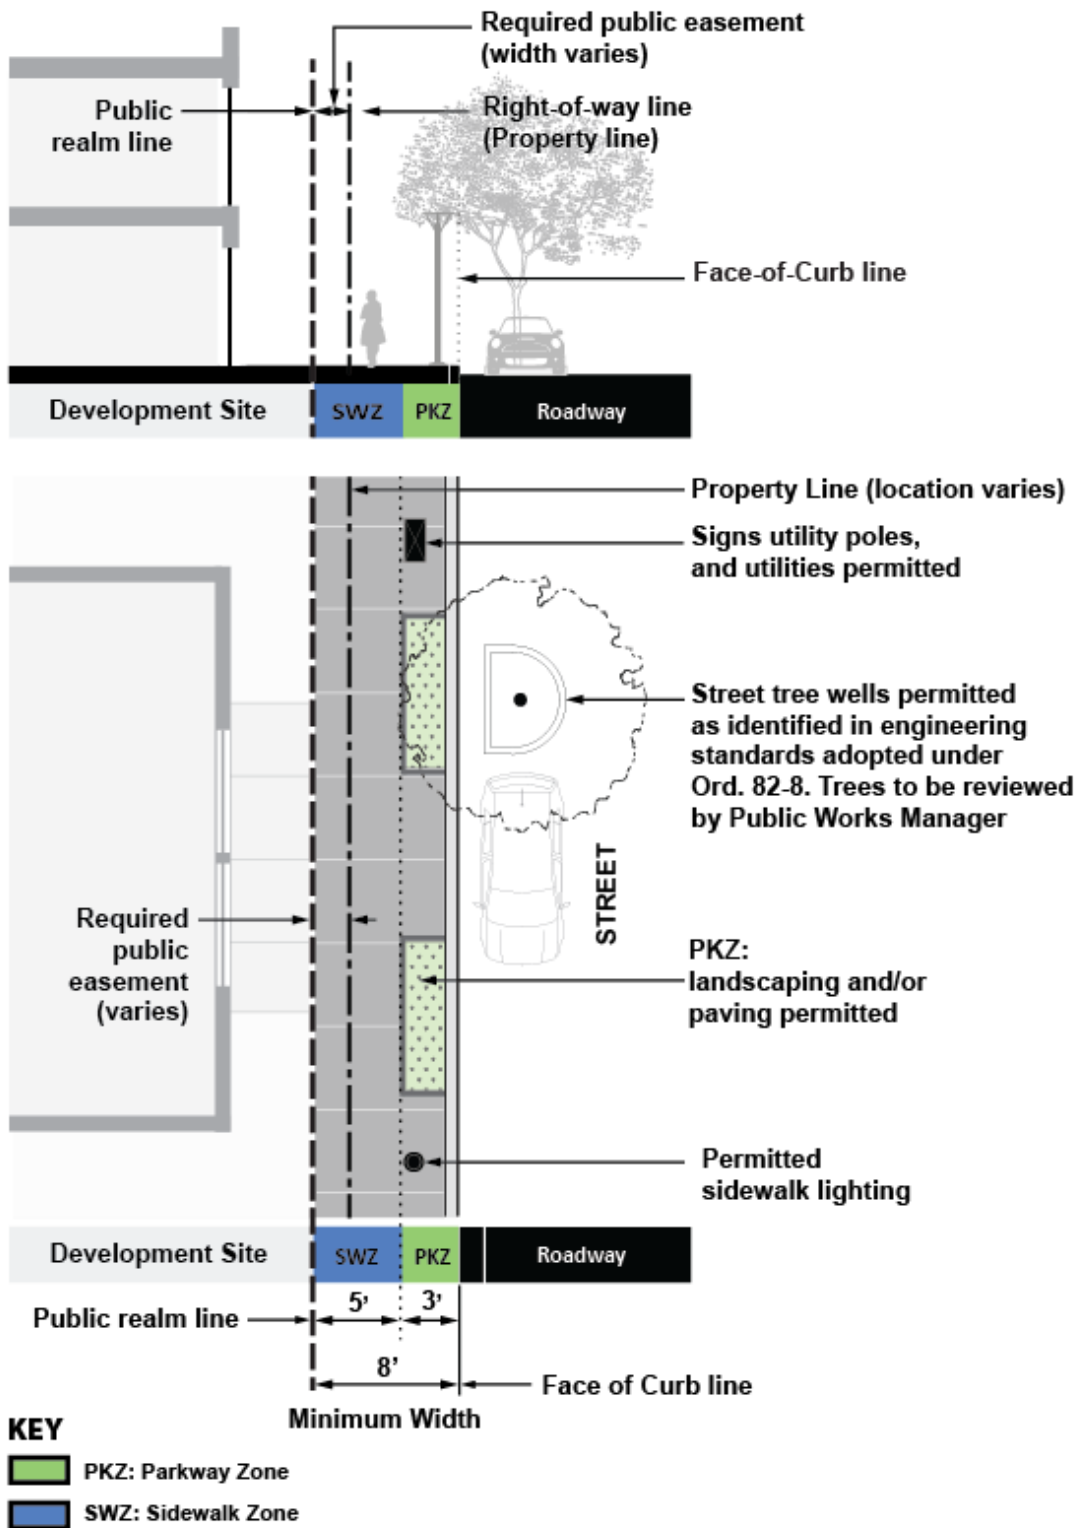 Required public easement
(width varies)
Public
realm line
Right-of-way line
(Property line)
Face-of-Curb line
Development Site
SWZ
PKZ
Roadway
Property Line (location varies)
Signs utility poles,
and utilities permitted
Street tree wells permitted
as identified in engineering
standards adopted under
Ord. 82-8. Trees to be reviewed
by Public Works Manager
STREET
Required
public
easement
(varies)
PKZ:
landscaping and/or
paving permitted
Permitted
sidewalk lighting
Development Site
SWZ
PKZ
Roadway
5’
3’
Public realm line
8’
Face of Curb line
Minimum Width
KEY
PKZ: Parkway Zone
SWZ: Sidewalk Zone